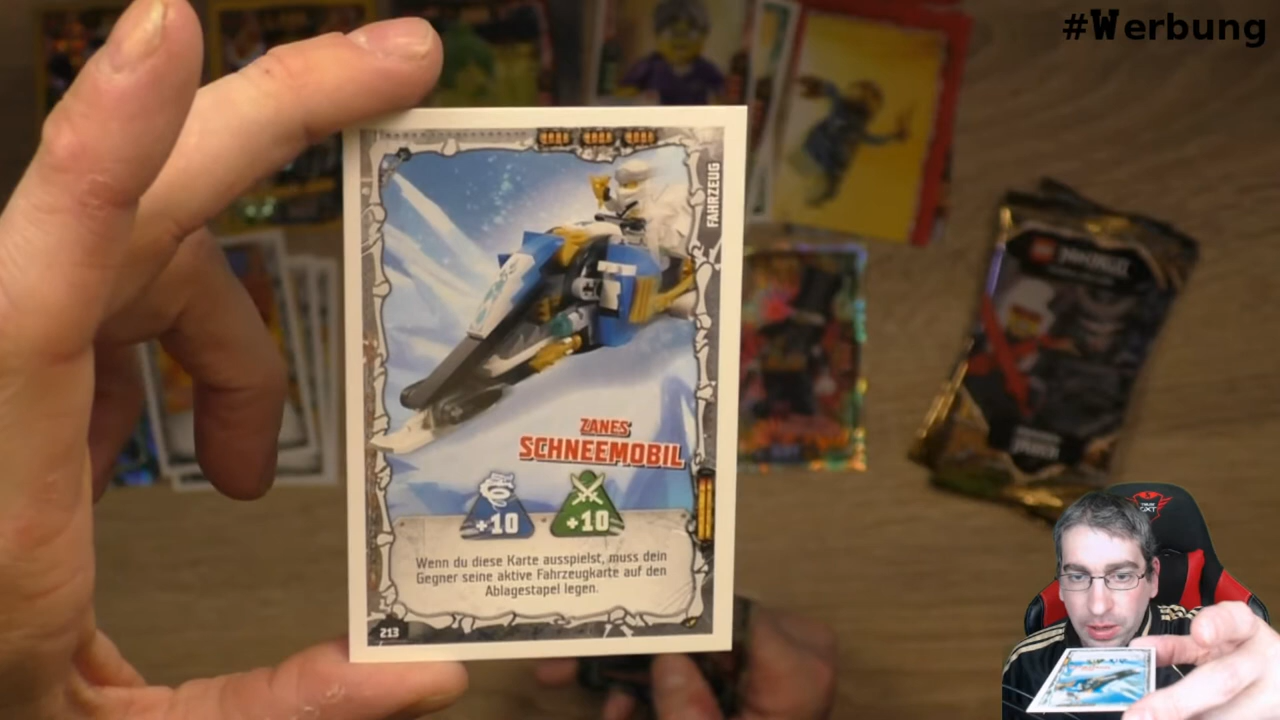 #Werbung
FAHRZEUG
ZANES
SCHNEEMOBIL
+10 +10
Wenn du diese Karte ausspielst, muss dein
Gegner seine aktive Fahrzeugkarte auf den
Ablagestapel legen.
213
LEGO NINJAGO